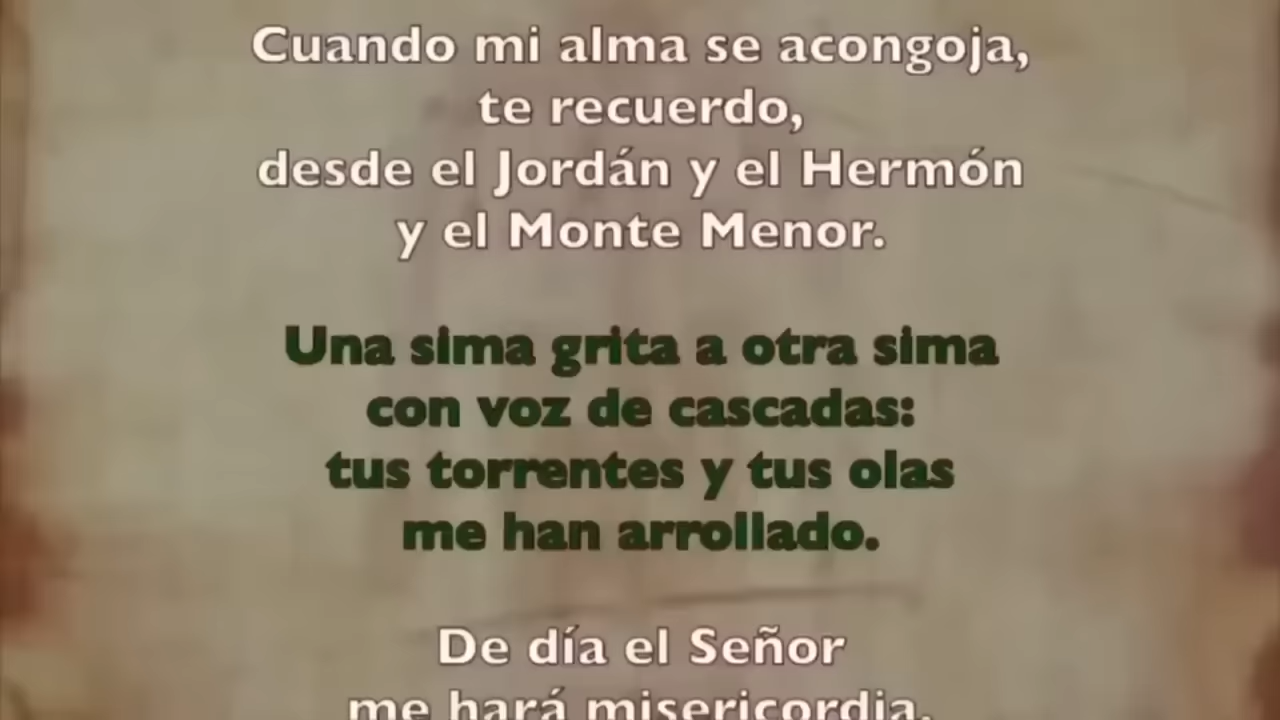 Cuando mi alma se acongoja,
te recuerdo,
desde el Jordán y el Hermón
y el Monte Menor.
Una sima grita a otra sima
con voz de cascadas:
tus torrentes y tus olas
me han arrollado.
De día el Señor
me hará misericordia,